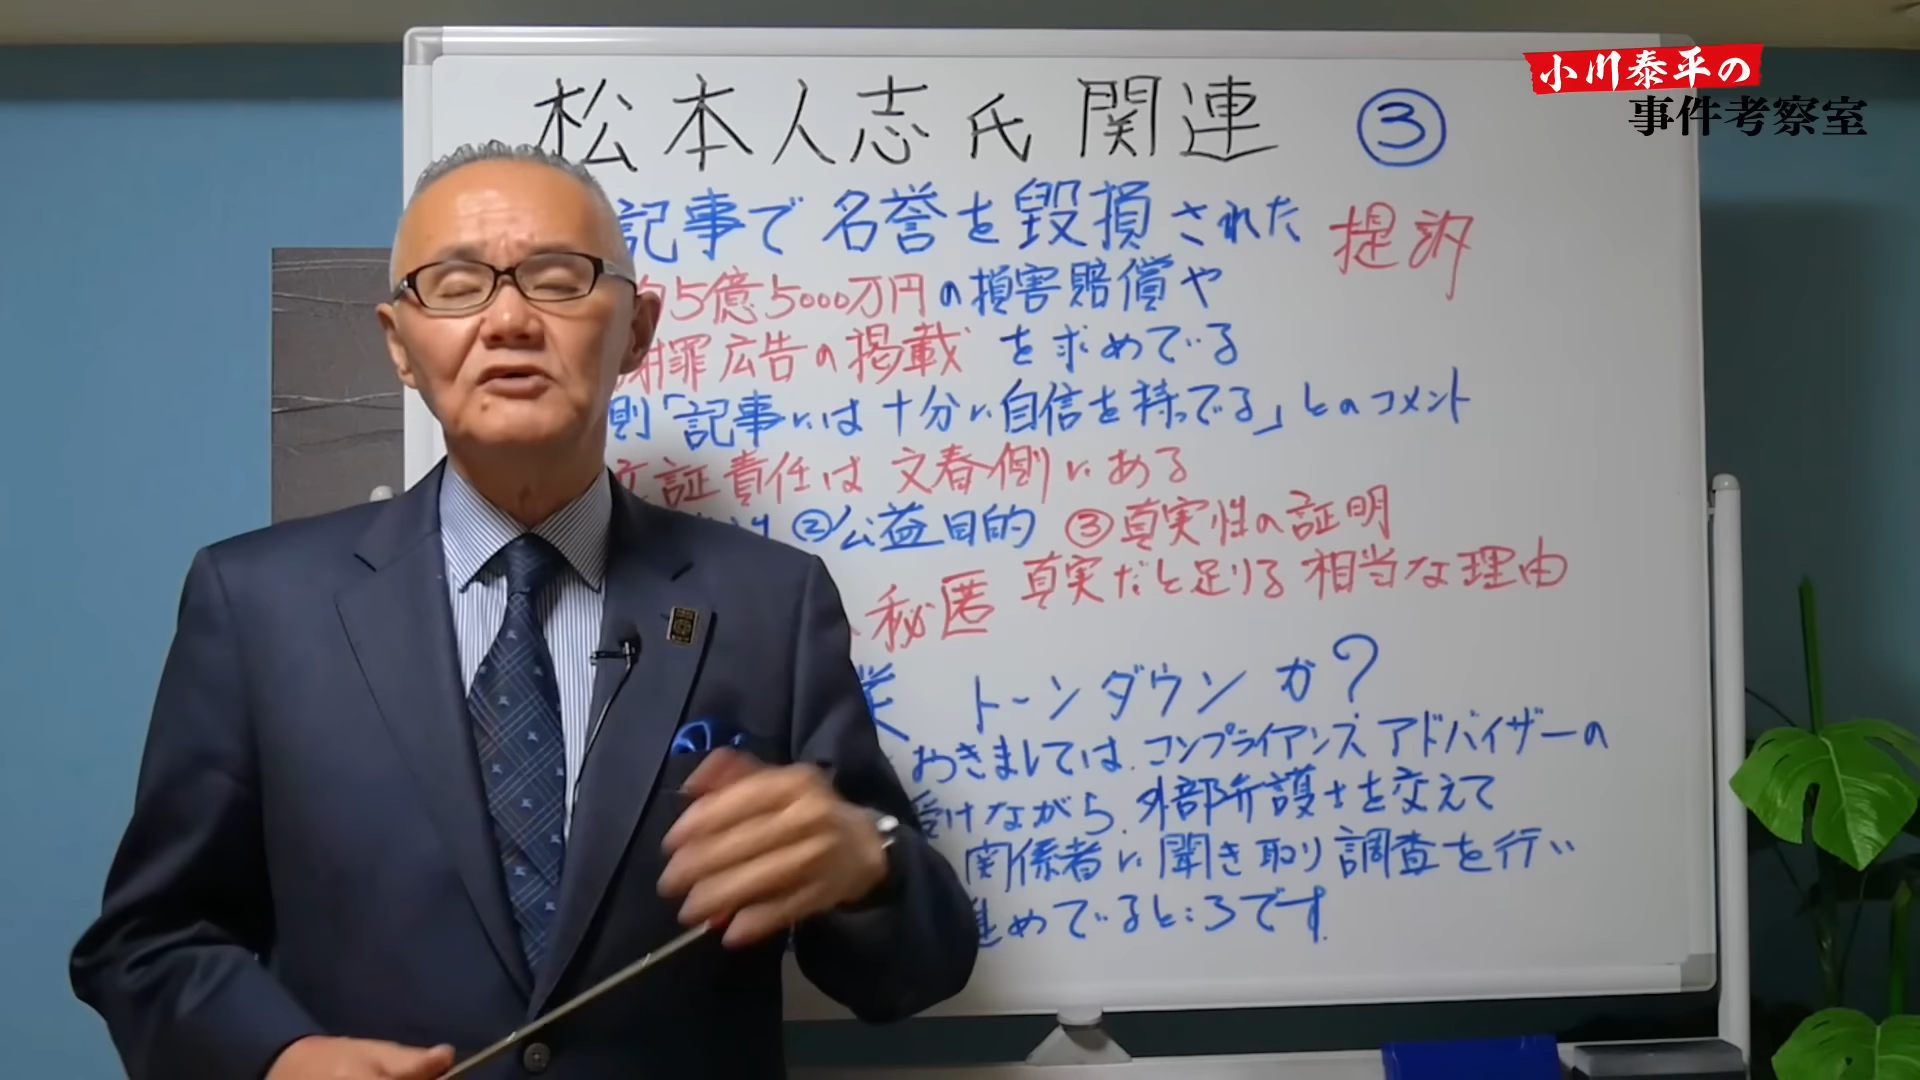 小川泰平の
事件考察室
松本人志氏関連 ③
記事で名誉を毀損された 提訴
約5億5000万円の損害賠償や
謝罪広告の掲載を求めている
側「記事には十分に自信を持ってる」とのコメント
立証責任は文春側にある
②公益目的 ③真実性の証明
秘匿 真実だと足りる相当な理由
業 トーンダウンか?
おきましては.コンプライアンスアドバイザーの
受けながら.外部弁護士を交えて
関係者に聞き取り調査を行い
進めているところです.